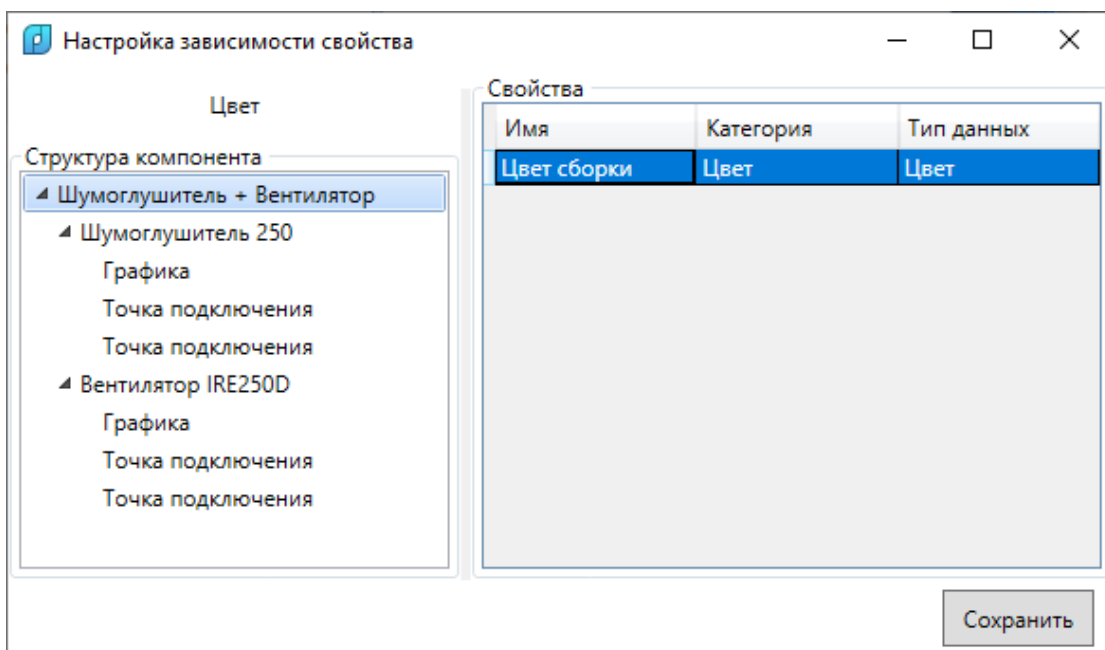 Настройка зависимости свойства
Цвет
Структура компонента
Шумоглушитель + Вентилятор
Шумоглушитель 250
Графика
Точка подключения
Точка подключения
Вентилятор IRE250D
Графика
Точка подключения
Точка подключения
Свойства
Имя Категория Тип данных
Цвет сборки Цвет Цвет
Сохранить